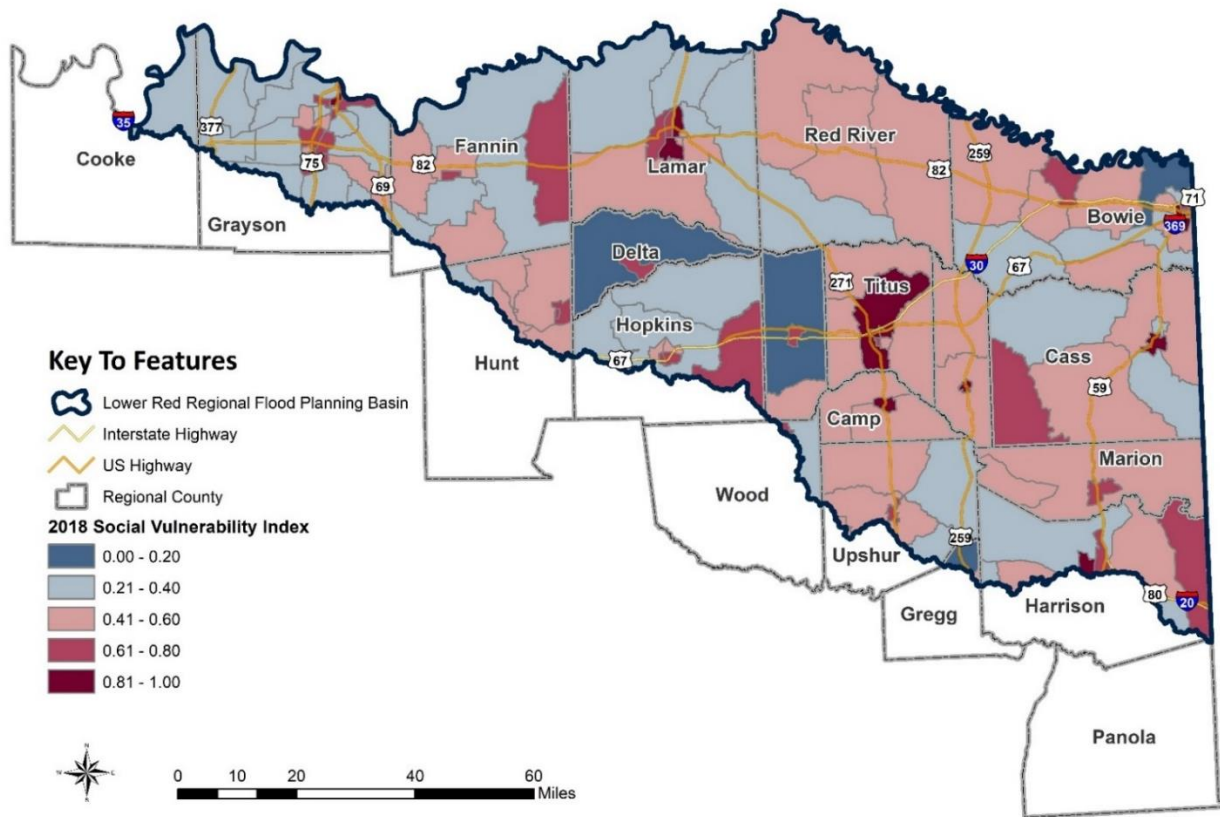 35
377
75
69
82
Cooke
Grayson
Fannin
Lamar
Red River
82
259
Bowie
71
369
Delta
271
Titus
30
67
Hopkins
67
Hunt
Cass
59
Camp
Marion
Wood
Upshur
259
Gregg
Harrison
80
20
Panola
Key To Features
Lower Red Regional Flood Planning Basin
Interstate Highway
US Highway
Regional County
2018 Social Vulnerability Index
0.00 - 0.20
0.21 - 0.40
0.41 - 0.60
0.61 - 0.80
0.81 - 1.00
N
W
E
S
0 10 20 40 60
Miles